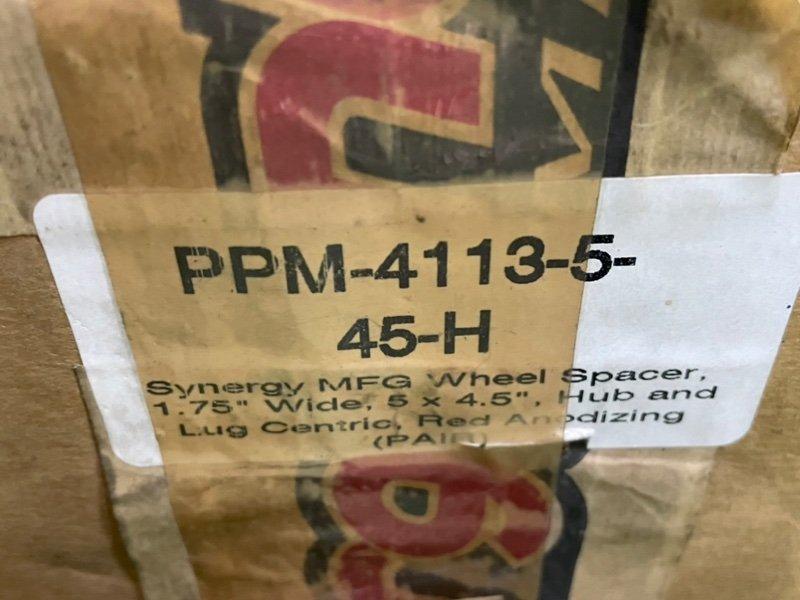 PPM-4113-5-
45-H
Synergy MFG Wheel Spacer,
1.75" Wide, 5 x 4.5", Hub and
Lug Centric, Red Anodizing
(PAIR)